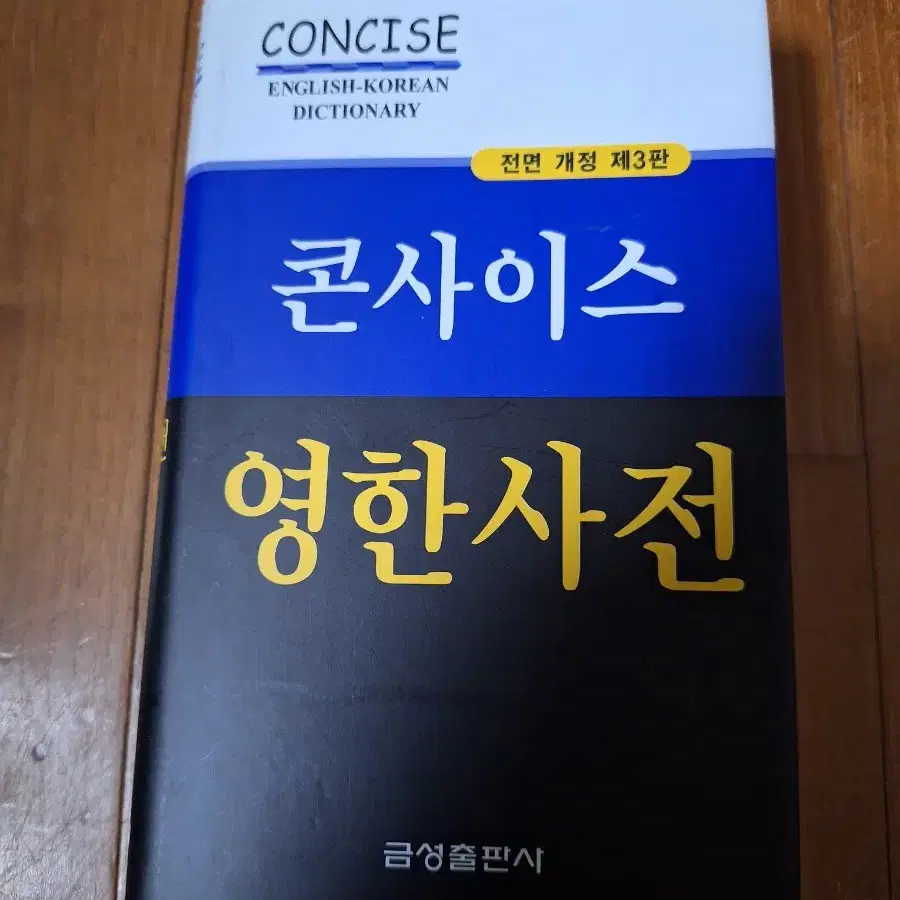 CONCISE
ENGLISH-KOREAN
DICTIONARY
전면 개정 제3판
콘사이스
영한사전
금성출판사